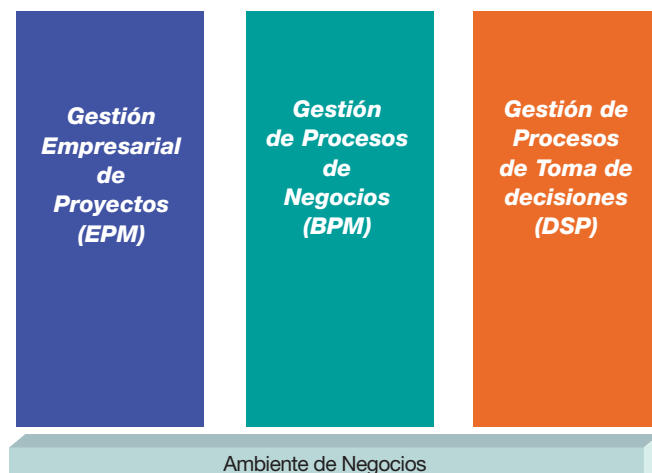 Gestión
Empresarial
de
Proyectos
(EPM)
Gestión
de Procesos
de
Negocios
(BPM)
Gestión de
Procesos
de Toma de
decisiones
(DSP)
Ambiente de Negocios